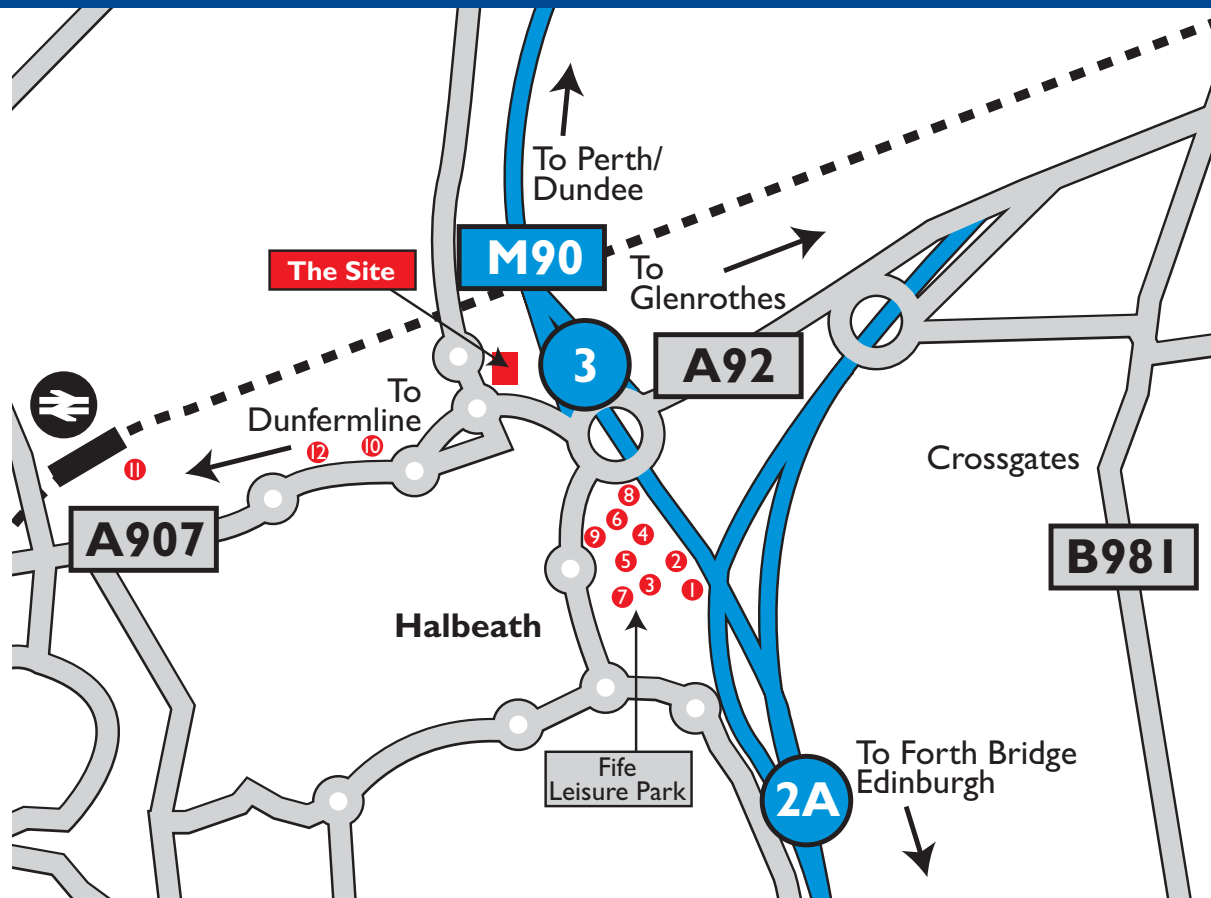 To Perth/
Dundee
M90
The Site
To
Glenrothes
3
A92
To
Dunfermline
12
10
11
Crossgates
A907
8
6
9
4
5
2
3
1
7
B981
Halbeath
Fife
Leisure Park
To Forth Bridge
Edinburgh
2A